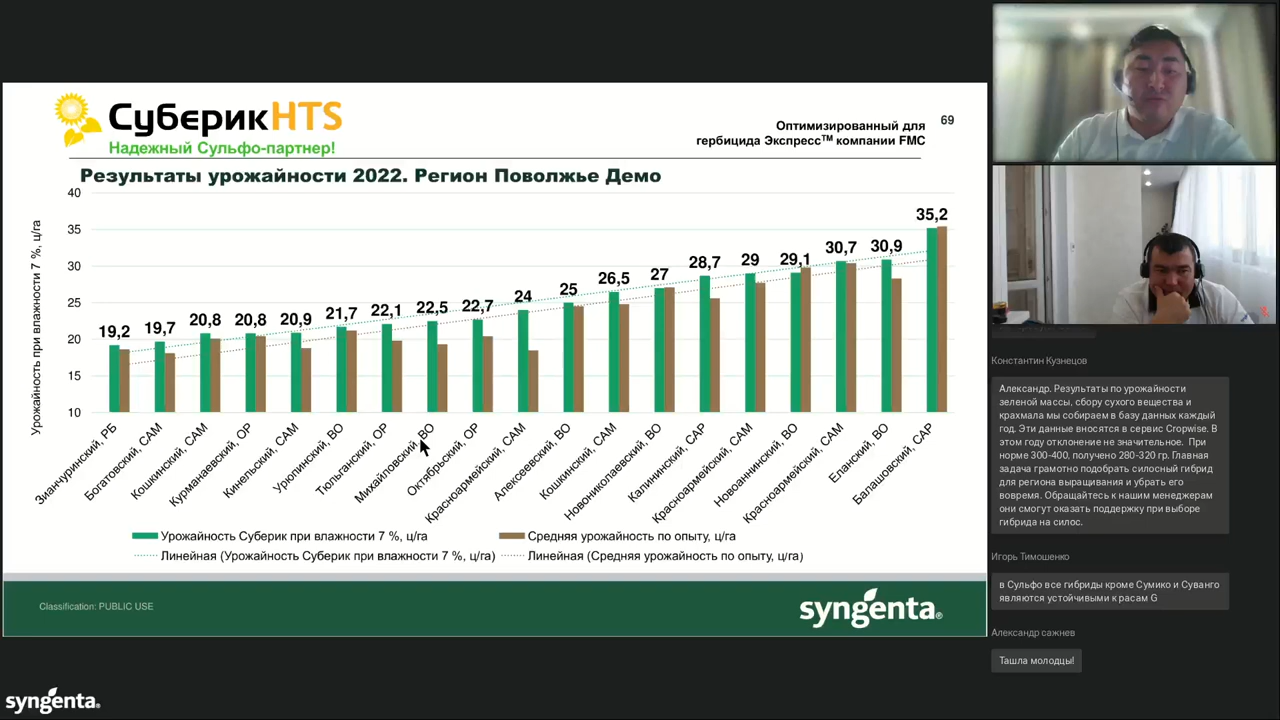 СуберикHTS
Надежный Сульфо-партнер!
Оптимизированный для
гербицида Экспресс™ компании FMC
69
Результаты урожайности 2022. Регион Поволжье Демо
Урожайность при влажности 7 %, ц/га
40
35
30
25
20
15
10
19,2
19,7
20,8
20,8
20,9
21,7
22,1
22,5
22,7
24
25
26,5
27
28,7
29
29,1
30,7
30,9
35,2
Зианчуринский, РБ
Богатовский, САМ
Кошкинский, САМ
Курманаевский, ОР
Кинельский, САМ
Урюпинский, ВО
Тюльганский, ОР
Михайловский, ВО
Октябрьский, ОР
Красноармейский, САМ
Алексеевский, ВО
Кошкинский, САМ
Новониколаевский, ВО
Калининский, САР
Красноармейский, САМ
Новоаннинский, ВО
Красноармейский, САМ
Еланский, ВО
Балашовский, САР
Урожайность Суберик при влажности 7 %, ц/га
Средняя урожайность по опыту, ц/га
Линейная (Урожайность Суберик при влажности 7 %, ц/га)
Линейная (Средняя урожайность по опыту, ц/га)
Classification: PUBLIC USE
syngenta®
syngenta®
Константин Кузнецов
Александр. Результаты по урожайности
зеленой массы, сбору сухого вещества и
крахмала мы собираем в базу данных каждый
год. Эти данные вносятся в сервис Cropwise. В
этом году отклонение не значительное. При
норме 300-400, получено 280-320 гр. Главная
задача грамотно подобрать силосный гибрид
для региона выращивания и убрать его
вовремя. Обращайтесь к нашим менеджерам
они смогут оказать поддержку при выборе
гибрида на силос.
Игорь Тимошенко
в Сульфо все гибриды кроме Сумико и Суванго
являются устойчивыми к расам G
Александр сажнев
Ташла молодцы!